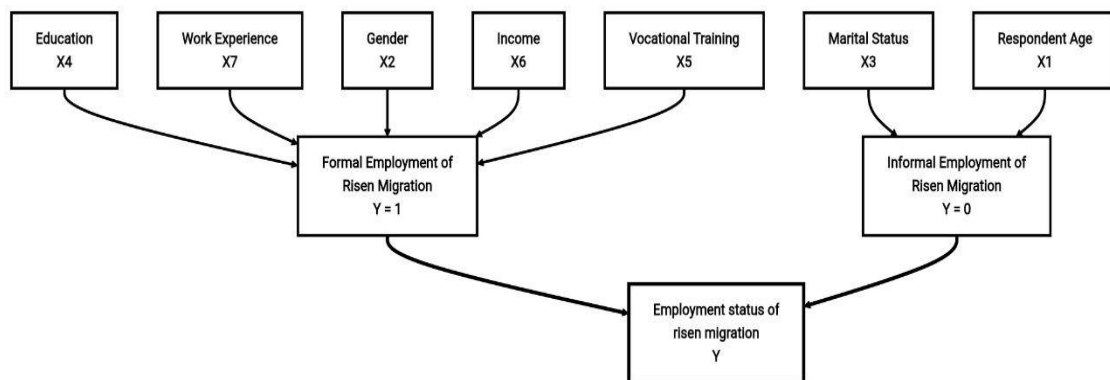 Education
X4
Work Experience
X7
Gender
X2
Income
X6
Vocational Training
X5
Marital Status
X3
Respondent Age
X1
Formal Employment of
Risen Migration
Y = 1
Informal Employment of
Risen Migration
Y = 0
Employment status of
risen migration
Y